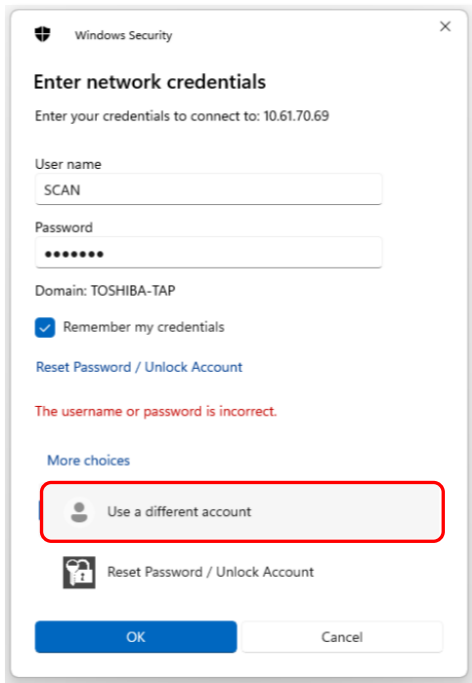 Windows Security
Enter network credentials
Enter your credentials to connect to: 10.61.70.69
User name
SCAN
Password
•••••••
Domain: TOSHIBA-TAP
Remember my credentials
Reset Password / Unlock Account
The username or password is incorrect.
More choices
Use a different account
Reset Password / Unlock Account
OK Cancel